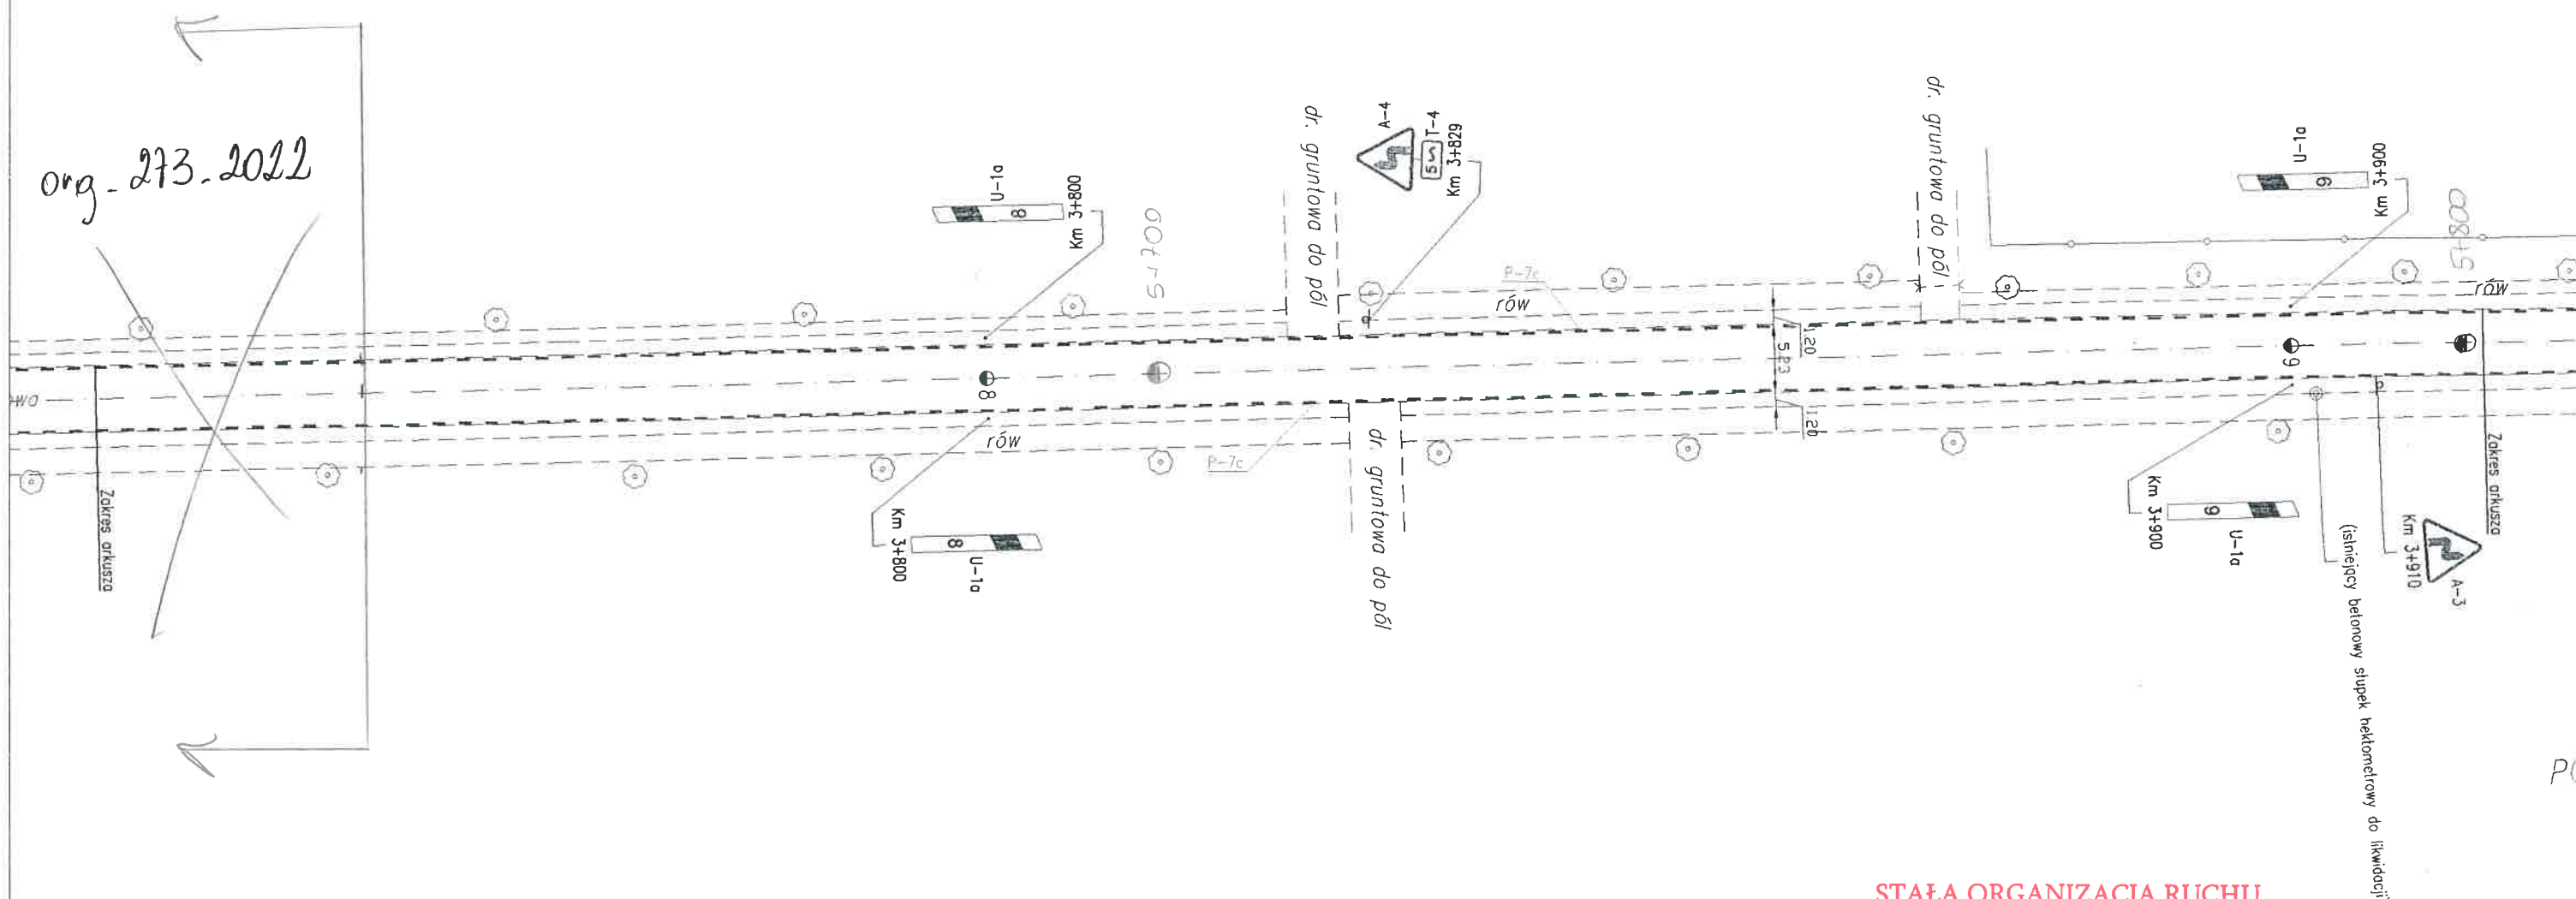 org - 273.2022
U-1a
8
Km 3+800
5+700
dr. gruntowa do pól
A-4
T-4
5
Km 3+829
P-7c
rów
dr. gruntowa do pól
U-1a
9
Km 3+900
5+800
rów
1.20
1.20
8
9
rów
P-7c
dr. gruntowa do pól
Zakres arkusza
Km 3+800
8
U-1a
Km 3+900
9
U-1a
(istniejący betonowy słupek hektometrowy do likwidacji)
Km 3+910
A-3
Zakres arkusza
STAŁA ORGANIZACJA RUCHU